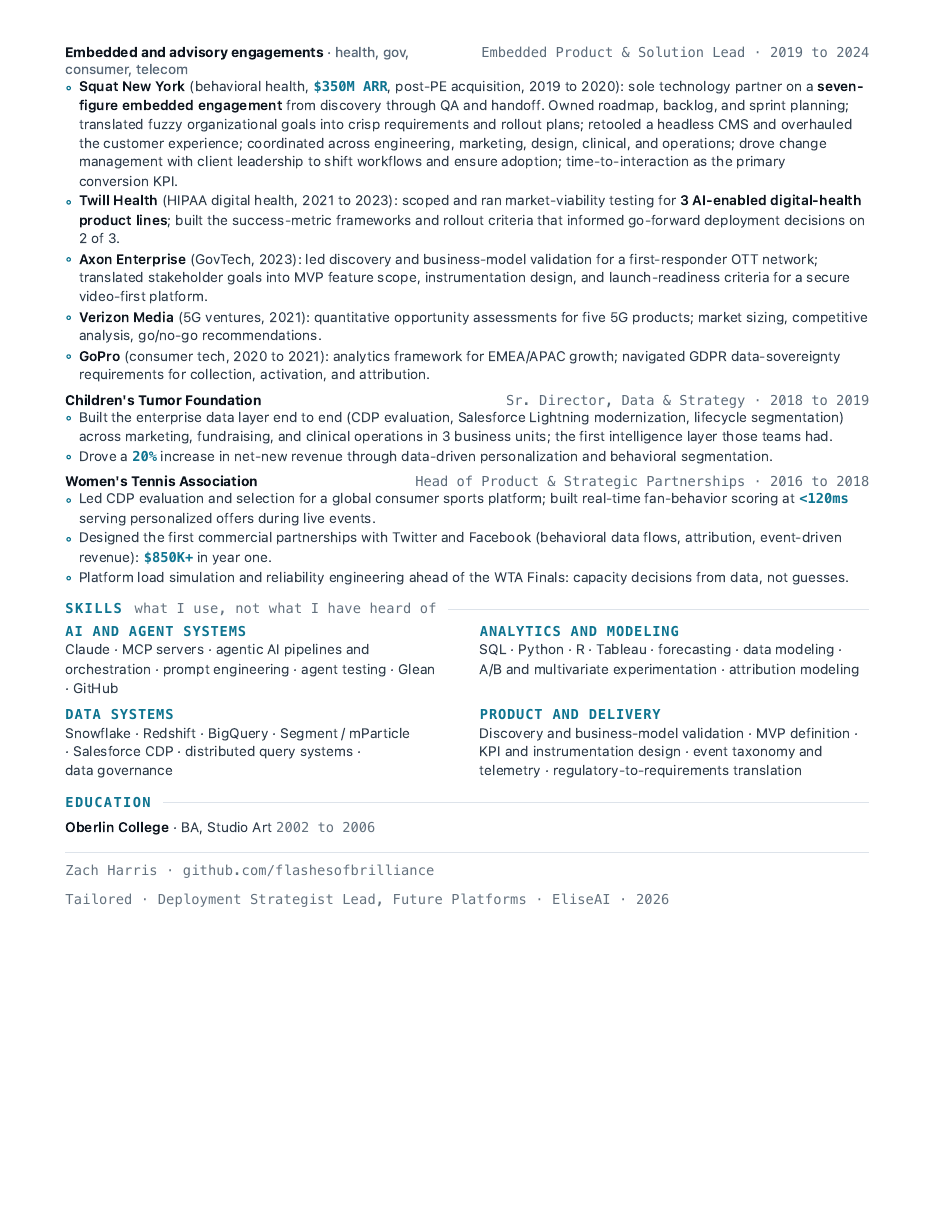 Embedded and advisory engagements · health, gov, Embedded Product & Solution Lead · 2019 to 2024
consumer, telecom
Squat New York (behavioral health, $350M ARR, post-PE acquisition, 2019 to 2020): sole technology partner on a seven-
figure embedded engagement from discovery through QA and handoff. Owned roadmap, backlog, and sprint planning;
translated fuzzy organizational goals into crisp requirements and rollout plans; retooled a headless CMS and overhauled
the customer experience; coordinated across engineering, marketing, design, clinical, and operations; drove change
management with client leadership to shift workflows and ensure adoption; time-to-interaction as the primary
conversion KPI.
Twill Health (HIPAA digital health, 2021 to 2023): scoped and ran market-viability testing for 3 AI-enabled digital-health
product lines; built the success-metric frameworks and rollout criteria that informed go-forward deployment decisions on
2 of 3.
Axon Enterprise (GovTech, 2023): led discovery and business-model validation for a first-responder OTT network;
translated stakeholder goals into MVP feature scope, instrumentation design, and launch-readiness criteria for a secure
video-first platform.
Verizon Media (5G ventures, 2021): quantitative opportunity assessments for five 5G products; market sizing, competitive
analysis, go/no-go recommendations.
GoPro (consumer tech, 2020 to 2021): analytics framework for EMEA/APAC growth; navigated GDPR data-sovereignty
requirements for collection, activation, and attribution.
Children's Tumor Foundation Sr. Director, Data & Strategy · 2018 to 2019
Built the enterprise data layer end to end (CDP evaluation, Salesforce Lightning modernization, lifecycle segmentation)
across marketing, fundraising, and clinical operations in 3 business units; the first intelligence layer those teams had.
Drove a 20% increase in net-new revenue through data-driven personalization and behavioral segmentation.
Women's Tennis Association Head of Product & Strategic Partnerships · 2016 to 2018
Led CDP evaluation and selection for a global consumer sports platform; built real-time fan-behavior scoring at <120ms
serving personalized offers during live events.
Designed the first commercial partnerships with Twitter and Facebook (behavioral data flows, attribution, event-driven
revenue): $850K+ in year one.
Platform load simulation and reliability engineering ahead of the WTA Finals: capacity decisions from data, not guesses.
SKILLS what I use, not what I have heard of
AI AND AGENT SYSTEMS
Claude · MCP servers · agentic AI pipelines and
orchestration · prompt engineering · agent testing · Glean
· GitHub
ANALYTICS AND MODELING
SQL · Python · R · Tableau · forecasting · data modeling ·
A/B and multivariate experimentation · attribution modeling
DATA SYSTEMS
Snowflake · Redshift · BigQuery · Segment / mParticle
· Salesforce CDP · distributed query systems ·
data governance
PRODUCT AND DELIVERY
Discovery and business-model validation · MVP definition ·
KPI and instrumentation design · event taxonomy and
telemetry · regulatory-to-requirements translation
EDUCATION
Oberlin College · BA, Studio Art 2002 to 2006
Zach Harris · github.com/flashesofbrilliance
Tailored · Deployment Strategist Lead, Future Platforms · EliseAI · 2026